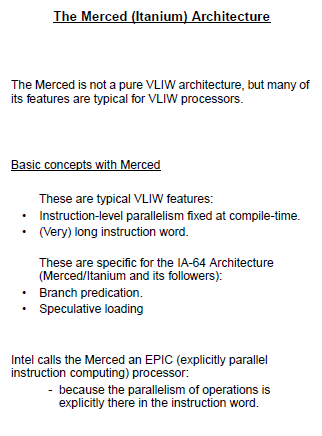 The Merced (Itanium) Architecture
The Merced is not a pure VLIW architecture, but many of
its features are typical for VLIW processors.
Basic concepts with Merced
These are typical VLIW features:
• Instruction-level parallelism fixed at compile-time.
• (Very) long instruction word.
These are specific for the IA-64 Architecture
(Merced/Itanium and its followers):
• Branch predication.
• Speculative loading
Intel calls the Merced an EPIC (explicitly parallel
instruction computing) processor:
- because the parallelism of operations is
explicitly there in the instruction word.